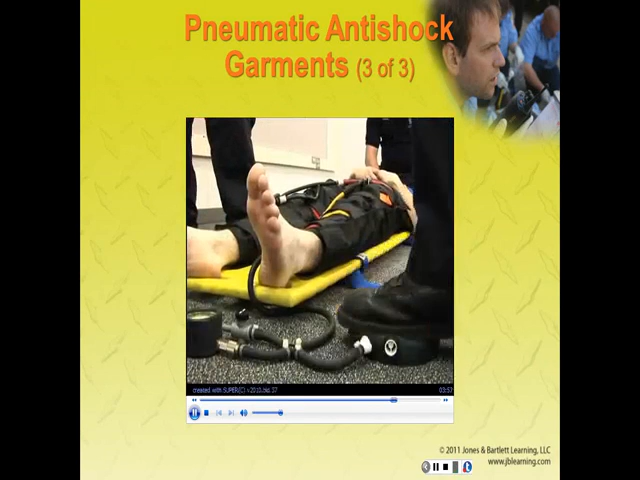 Pneumatic Antishock
Garments (3 of 3)
created with SUPER(C) v2010.bld.37
03:57
© 2011 Jones & Bartlett Learning, LLC
www.jblearning.com